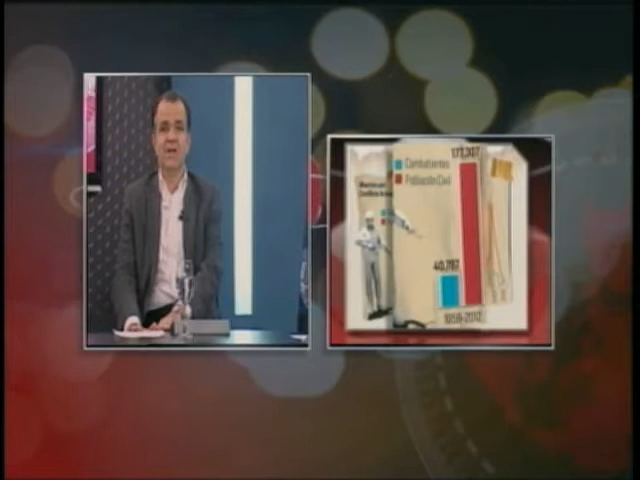 177,307
Combatientes
Población Civil
40,787
1958-2012